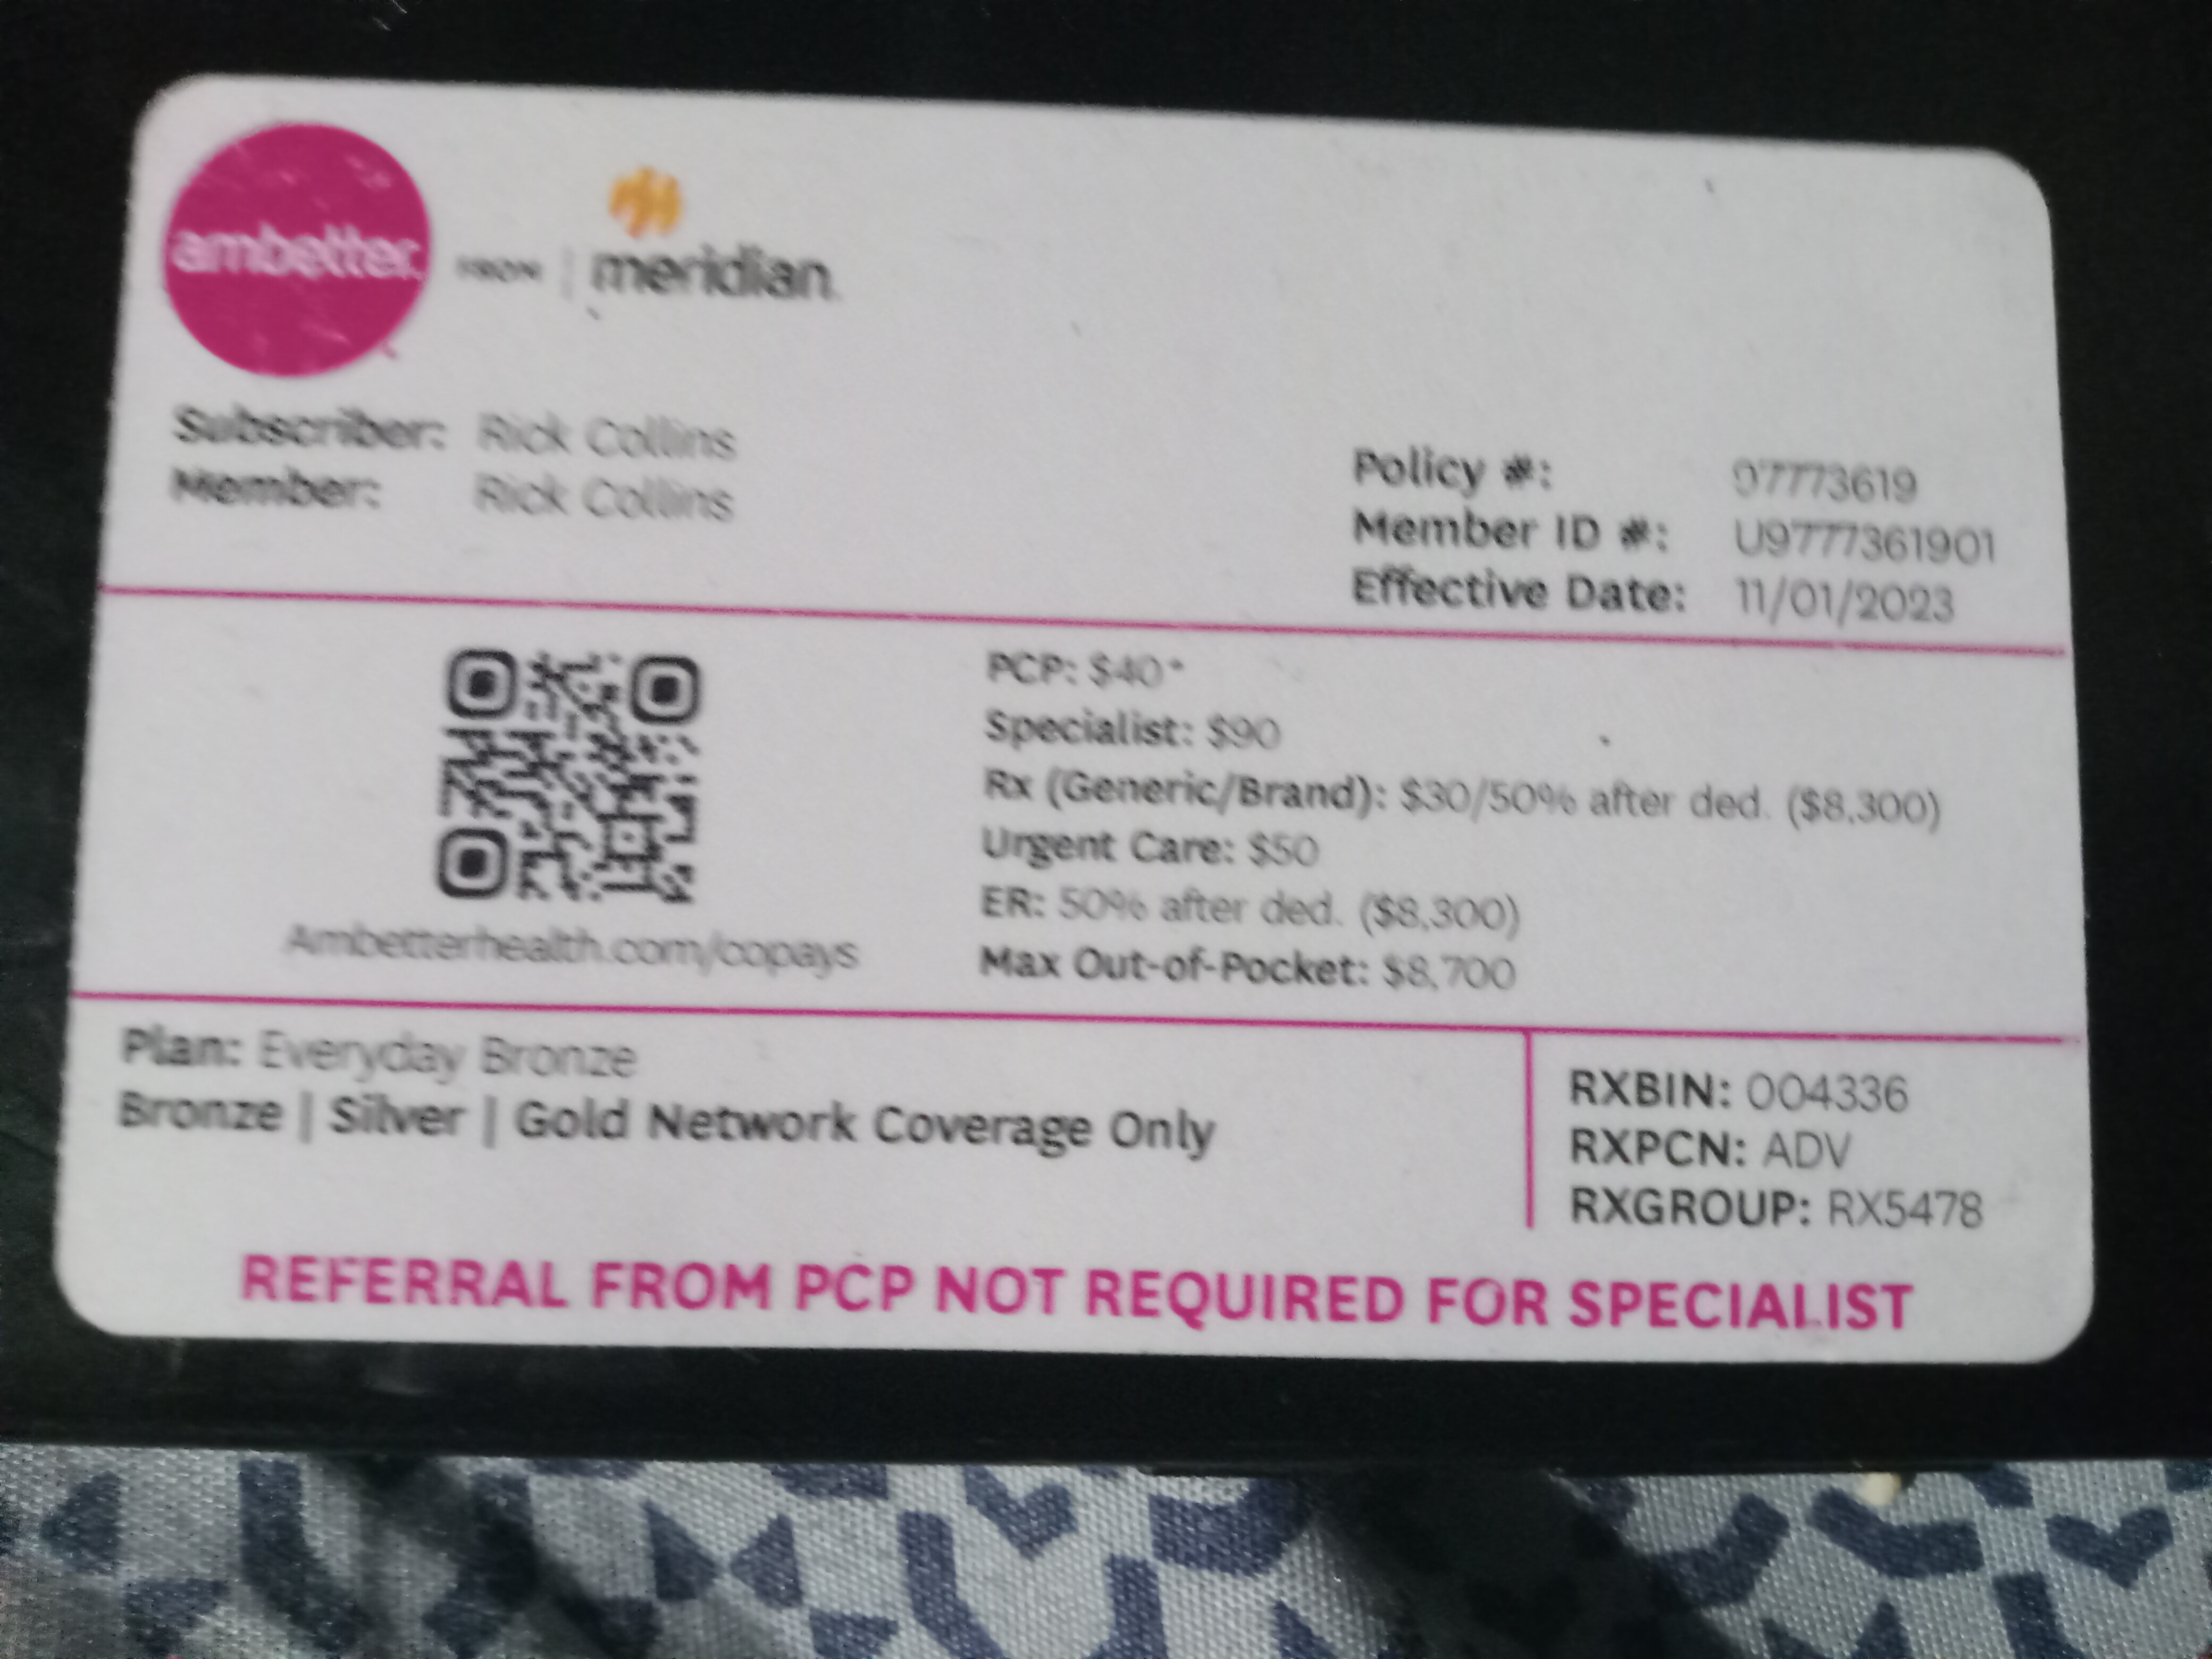 ambetter. FROM | meridian.
Subscriber: Rick Collins
Member: Rick Collins
Policy #: 97773619
Member ID #: U9777361901
Effective Date: 11/01/2023
PCP: $40*
Specialist: $90
Rx (Generic/Brand): $30/50% after ded. ($8,300)
Urgent Care: $50
ER: 50% after ded. ($8,300)
Max Out-of-Pocket: $8,700
Ambetterhealth.com/copays
Plan: Everyday Bronze
Bronze | Silver | Gold Network Coverage Only
RXBIN: 004336
RXPCN: ADV
RXGROUP: RX5478
REFERRAL FROM PCP NOT REQUIRED FOR SPECIALIST